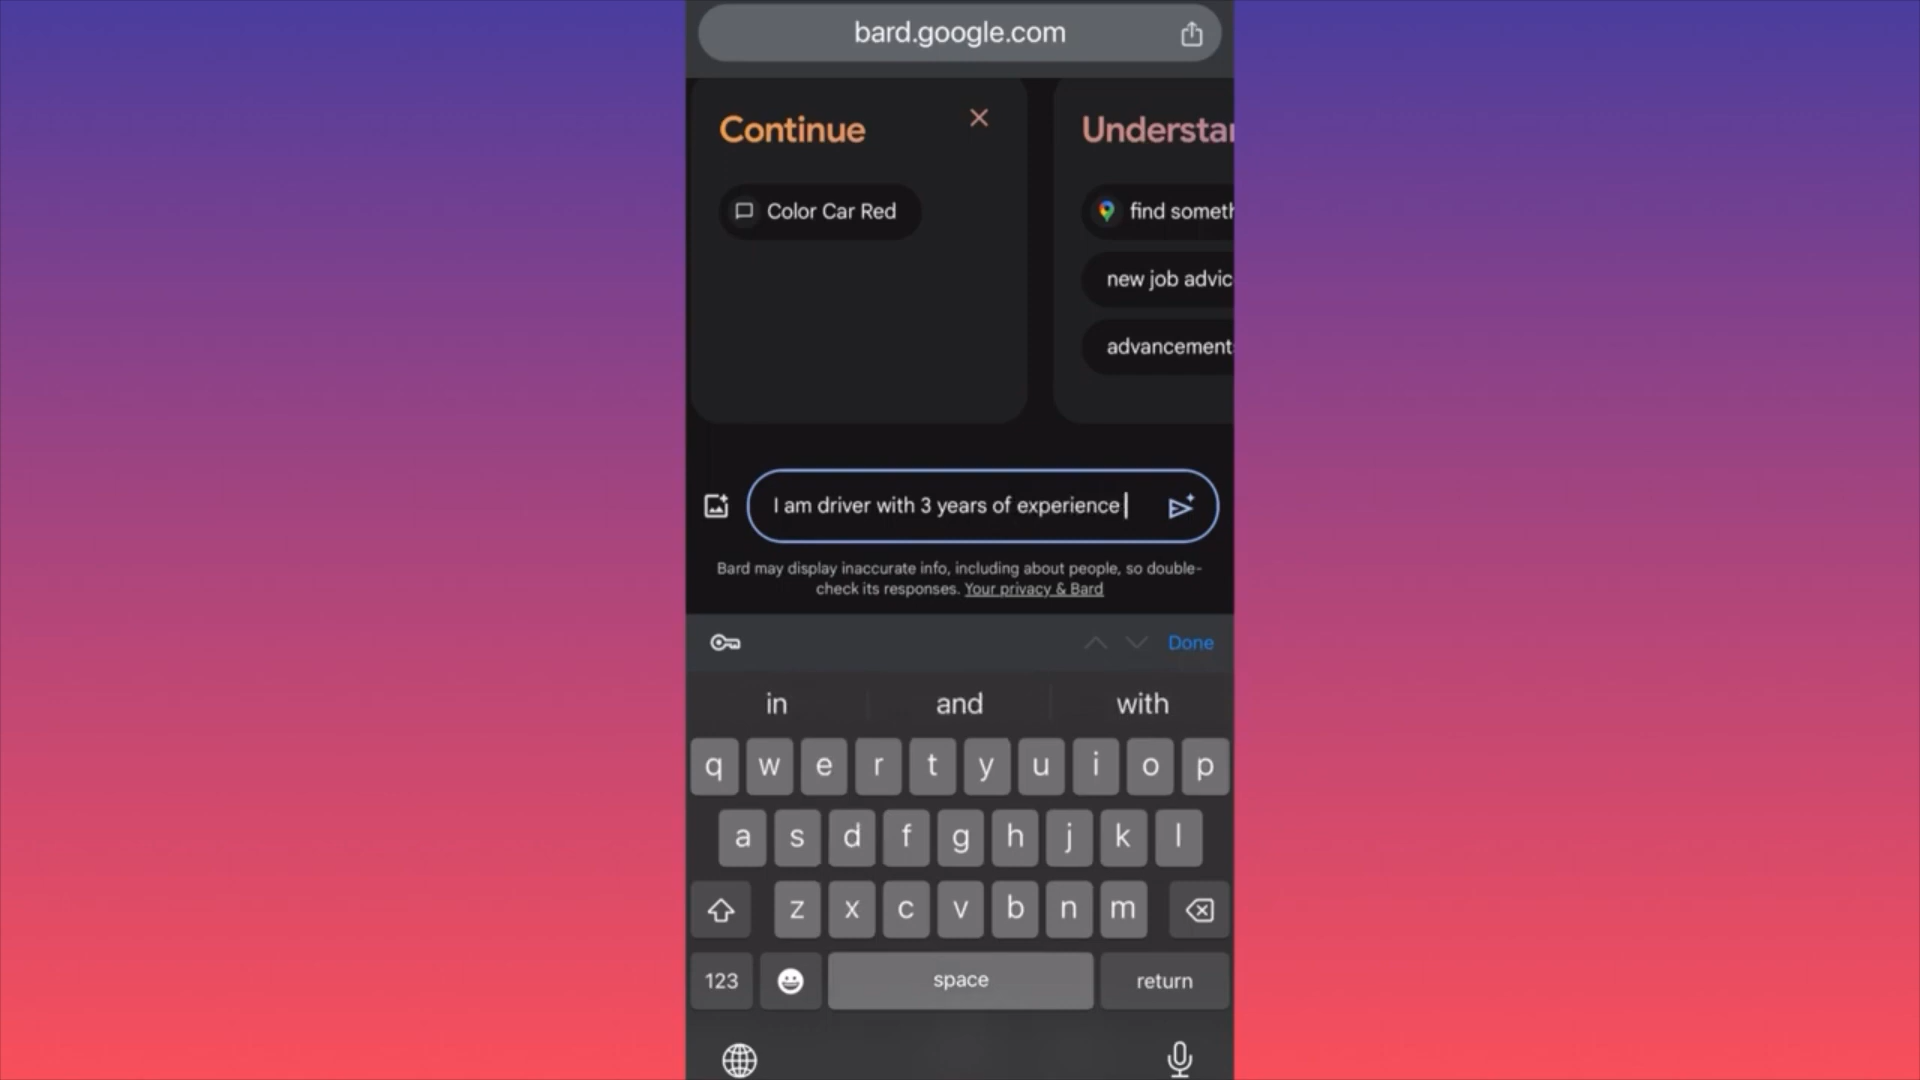 bard.google.com
Continue
Color Car Red
Understa
find someth
new job advic
advancement
I am driver with 3 years of experience
Bard may display inaccurate info, including about people, so double-
check its responses. Your privacy & Bard
Done
in and with
q w e r t y u i o p
a s d f g h j k l
z x c v b n m
123 space return